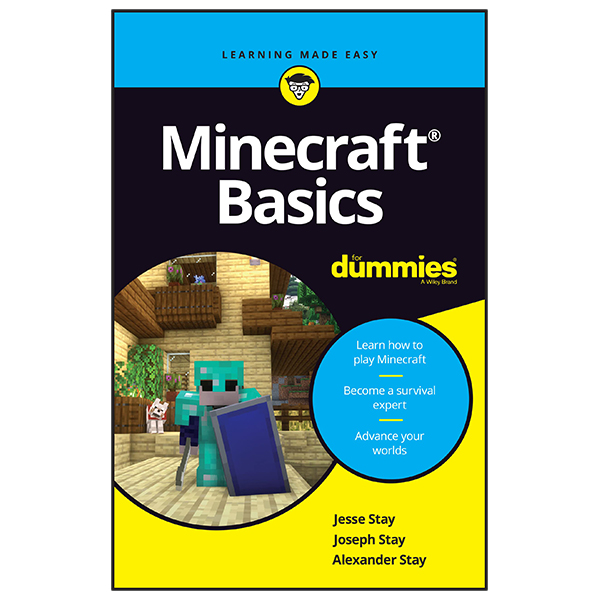 LEARNING MADE EASY
Minecraft®
Basics
for
dummies®
A Wiley Brand
Learn how to
play Minecraft
Become a survival
expert
Advance your
worlds
Jesse Stay
Joseph Stay
Alexander Stay